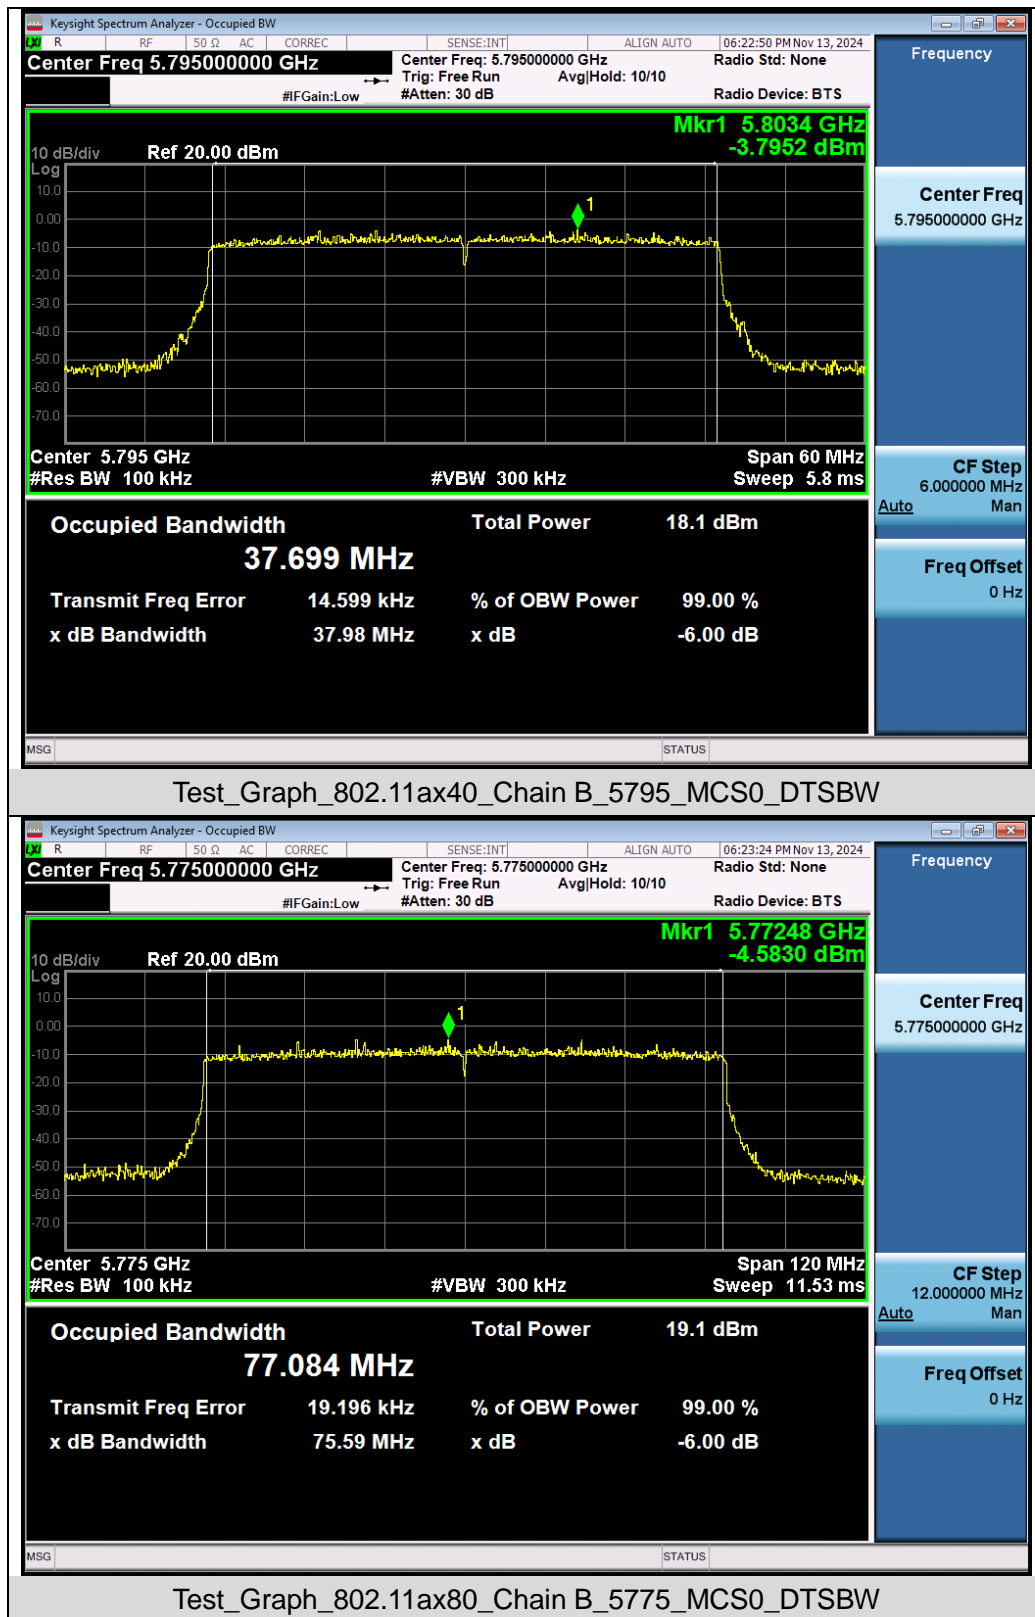 Keysight Spectrum Analyzer - Occupied BW
LXI R RF 50 Ω AC CORREC SENSE:INT ALIGN AUTO 06:22:50 PM Nov 13, 2024
Center Freq 5.795000000 GHz
Center Freq: 5.795000000 GHz Radio Std: None
Trig: Free Run Avg|Hold: 10/10
#IFGain:Low #Atten: 30 dB Radio Device: BTS
Frequency
Mkr1 5.8034 GHz
-3.7952 dBm
10 dB/div Ref 20.00 dBm
Log
10.0
0.00
-10.0
-20.0
-30.0
-40.0
-50.0
-60.0
-70.0
1
Center 5.795 GHz Span 60 MHz
#Res BW 100 kHz #VBW 300 kHz Sweep 5.8 ms
Center Freq
5.795000000 GHz
CF Step
6.000000 MHz
Auto Man
Freq Offset
0 Hz
Occupied Bandwidth Total Power 18.1 dBm
37.699 MHz
Transmit Freq Error 14.599 kHz % of OBW Power 99.00 %
x dB Bandwidth 37.98 MHz x dB -6.00 dB
MSG STATUS
Test_Graph_802.11ax40_Chain B_5795_MCS0_DTSBW
Keysight Spectrum Analyzer - Occupied BW
LXI R RF 50 Ω AC CORREC SENSE:INT ALIGN AUTO 06:23:24 PM Nov 13, 2024
Center Freq 5.775000000 GHz
Center Freq: 5.775000000 GHz Radio Std: None
Trig: Free Run Avg|Hold: 10/10
#IFGain:Low #Atten: 30 dB Radio Device: BTS
Frequency
Mkr1 5.77248 GHz
-4.5830 dBm
10 dB/div Ref 20.00 dBm
Log
10.0
0.00
-10.0
-20.0
-30.0
-40.0
-50.0
-60.0
-70.0
1
Center 5.775 GHz Span 120 MHz
#Res BW 100 kHz #VBW 300 kHz Sweep 11.53 ms
Center Freq
5.775000000 GHz
CF Step
12.000000 MHz
Auto Man
Freq Offset
0 Hz
Occupied Bandwidth Total Power 19.1 dBm
77.084 MHz
Transmit Freq Error 19.196 kHz % of OBW Power 99.00 %
x dB Bandwidth 75.59 MHz x dB -6.00 dB
MSG STATUS
Test_Graph_802.11ax80_Chain B_5775_MCS0_DTSBW